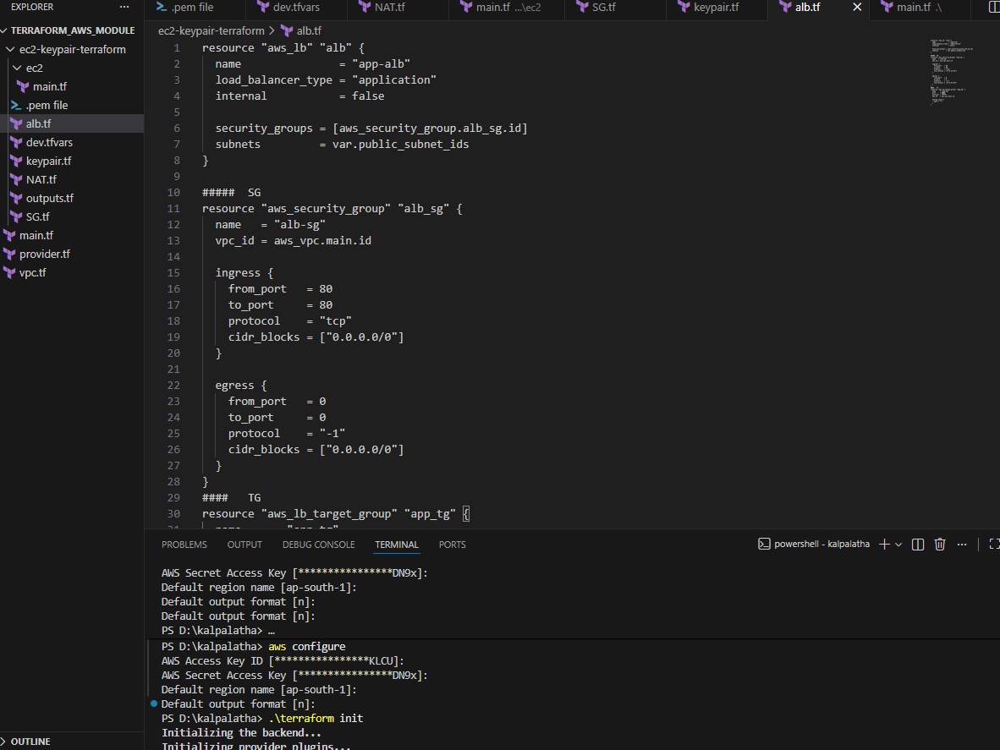 EXPLORER ...
TERRAFORM_AWS_MODULE
ec2-keypair-terraform
ec2
main.tf
.pem file
alb.tf
dev.tfvars
keypair.tf
NAT.tf
outputs.tf
SG.tf
main.tf
provider.tf
vpc.tf
OUTLINE
.pem file dev.tfvars NAT.tf main.tf ...\ec2 SG.tf keypair.tf alb.tf main.tf .\
ec2-keypair-terraform > alb.tf
1 resource "aws_lb" "alb" {
2 name = "app-alb"
3 load_balancer_type = "application"
4 internal = false
5
6 security_groups = [aws_security_group.alb_sg.id]
7 subnets = var.public_subnet_ids
8 }
9
10 ##### SG
11 resource "aws_security_group" "alb_sg" {
12 name = "alb-sg"
13 vpc_id = aws_vpc.main.id
14
15 ingress {
16 from_port = 80
17 to_port = 80
18 protocol = "tcp"
19 cidr_blocks = ["0.0.0.0/0"]
20 }
21
22 egress {
23 from_port = 0
24 to_port = 0
25 protocol = "-1"
26 cidr_blocks = ["0.0.0.0/0"]
27 }
28 }
29 #### TG
30 resource "aws_lb_target_group" "app_tg" {
31 name = "app-tg"
PROBLEMS OUTPUT DEBUG CONSOLE TERMINAL PORTS powershell - kalpalatha
AWS Secret Access Key [****************DN9x]:
Default region name [ap-south-1]:
Default output format [n]:
Default output format [n]:
PS D:\kalpalatha> …
PS D:\kalpalatha> aws configure
AWS Access Key ID [****************KLCU]:
AWS Secret Access Key [****************DN9x]:
Default region name [ap-south-1]:
Default output format [n]:
PS D:\kalpalatha> .\terraform init
Initializing the backend...
Initializing provider plugins...